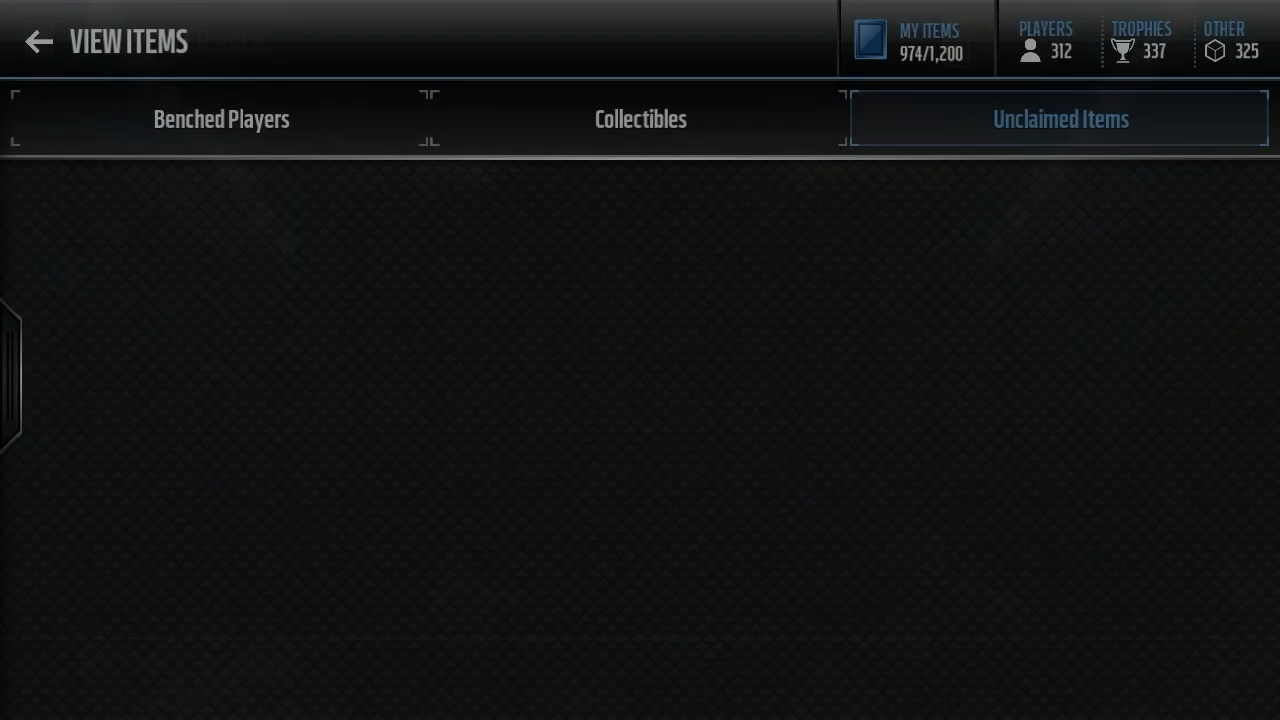 VIEW ITEMS
MY ITEMS
974/1,200
PLAYERS
312
TROPHIES
337
OTHER
325
Benched Players
Collectibles
Unclaimed Items